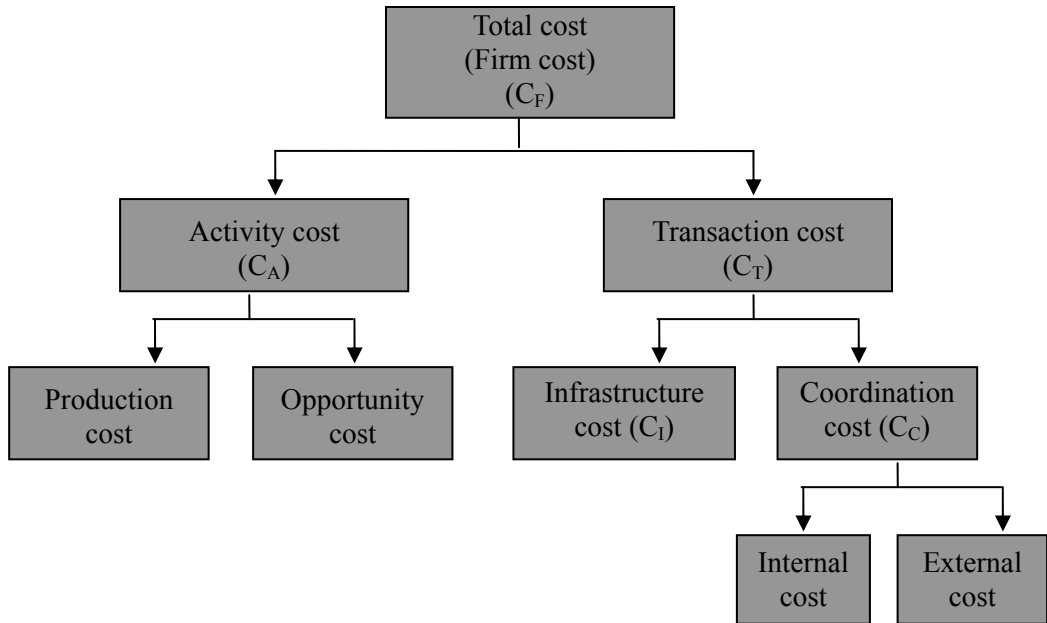 Total cost
(Firm cost)
(C_F)
Activity cost
(C_A)
Transaction cost
(C_T)
Production
cost
Opportunity
cost
Infrastructure
cost (C_I)
Coordination
cost (C_C)
Internal
cost
External
cost